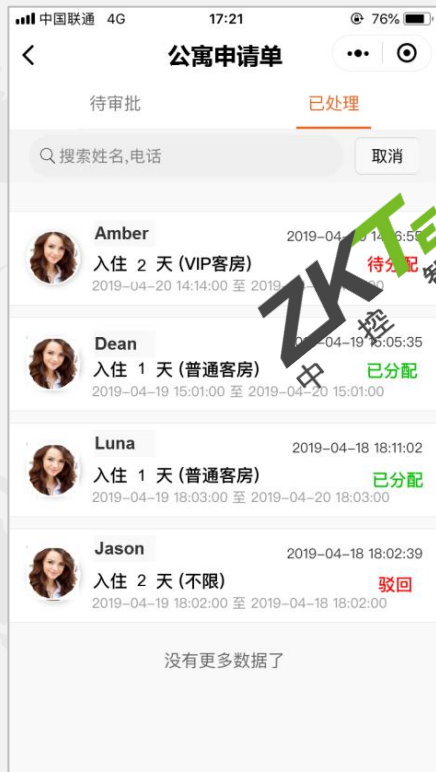 中国联通 4G 17:21 76%
公寓申请单
待审批 已处理
搜索姓名,电话 取消
Amber
入住 2 天 (VIP客房)
2019-04-20 14:14:00 至
Dean
入住 1 天 (普通客房) 已分配
2019-04-19 15:01:00 至 2019-04-20 15:01:00
Luna 2019-04-18 18:11:02
入住 1 天 (普通客房) 已分配
2019-04-19 18:03:00 至 2019-04-20 18:03:00
Jason 2019-04-18 18:02:39
入住 2 天 (不限) 驳回
2019-04-19 18:02:00 至 2019-04-18 18:02:00
没有更多数据了
ZKTe
中控